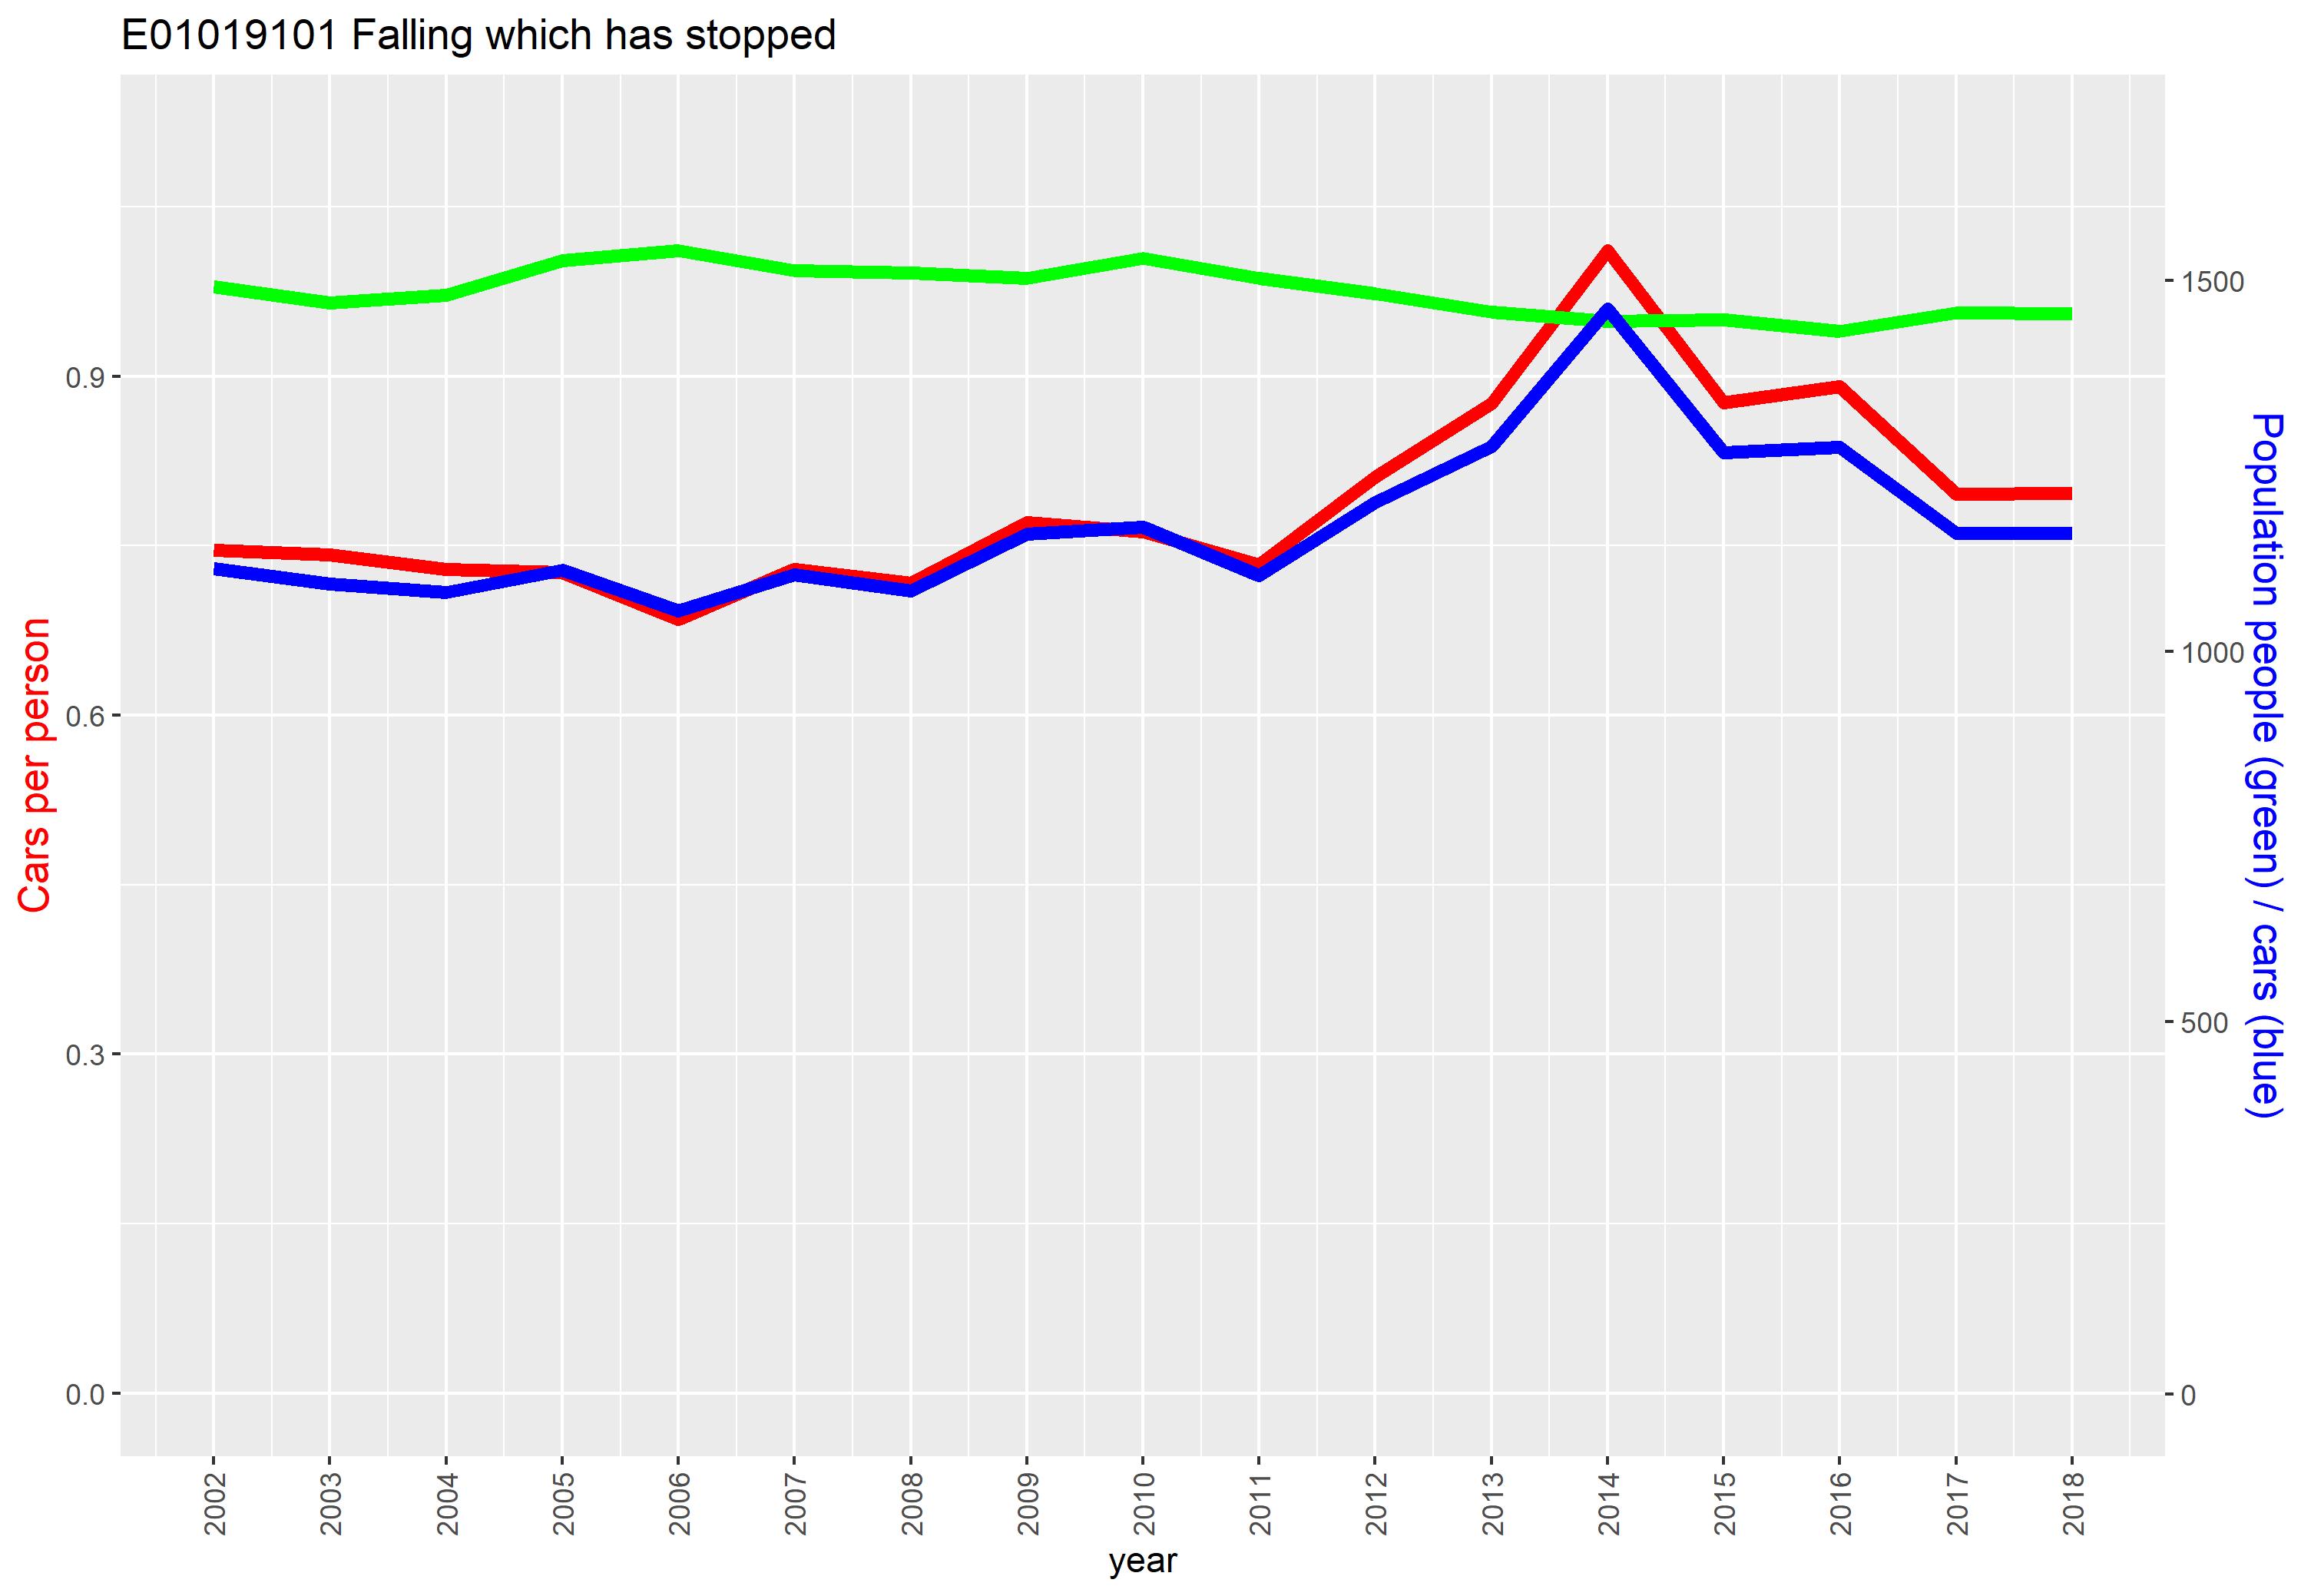 E01019101 Falling which has stopped
Cars per person
0.9
0.6
0.3
0.0
1500
1000
500
0
Population people (green) / cars (blue)
2002 2003 2004 2005 2006 2007 2008 2009 2010 2011 2012 2013 2014 2015 2016 2017 2018
year